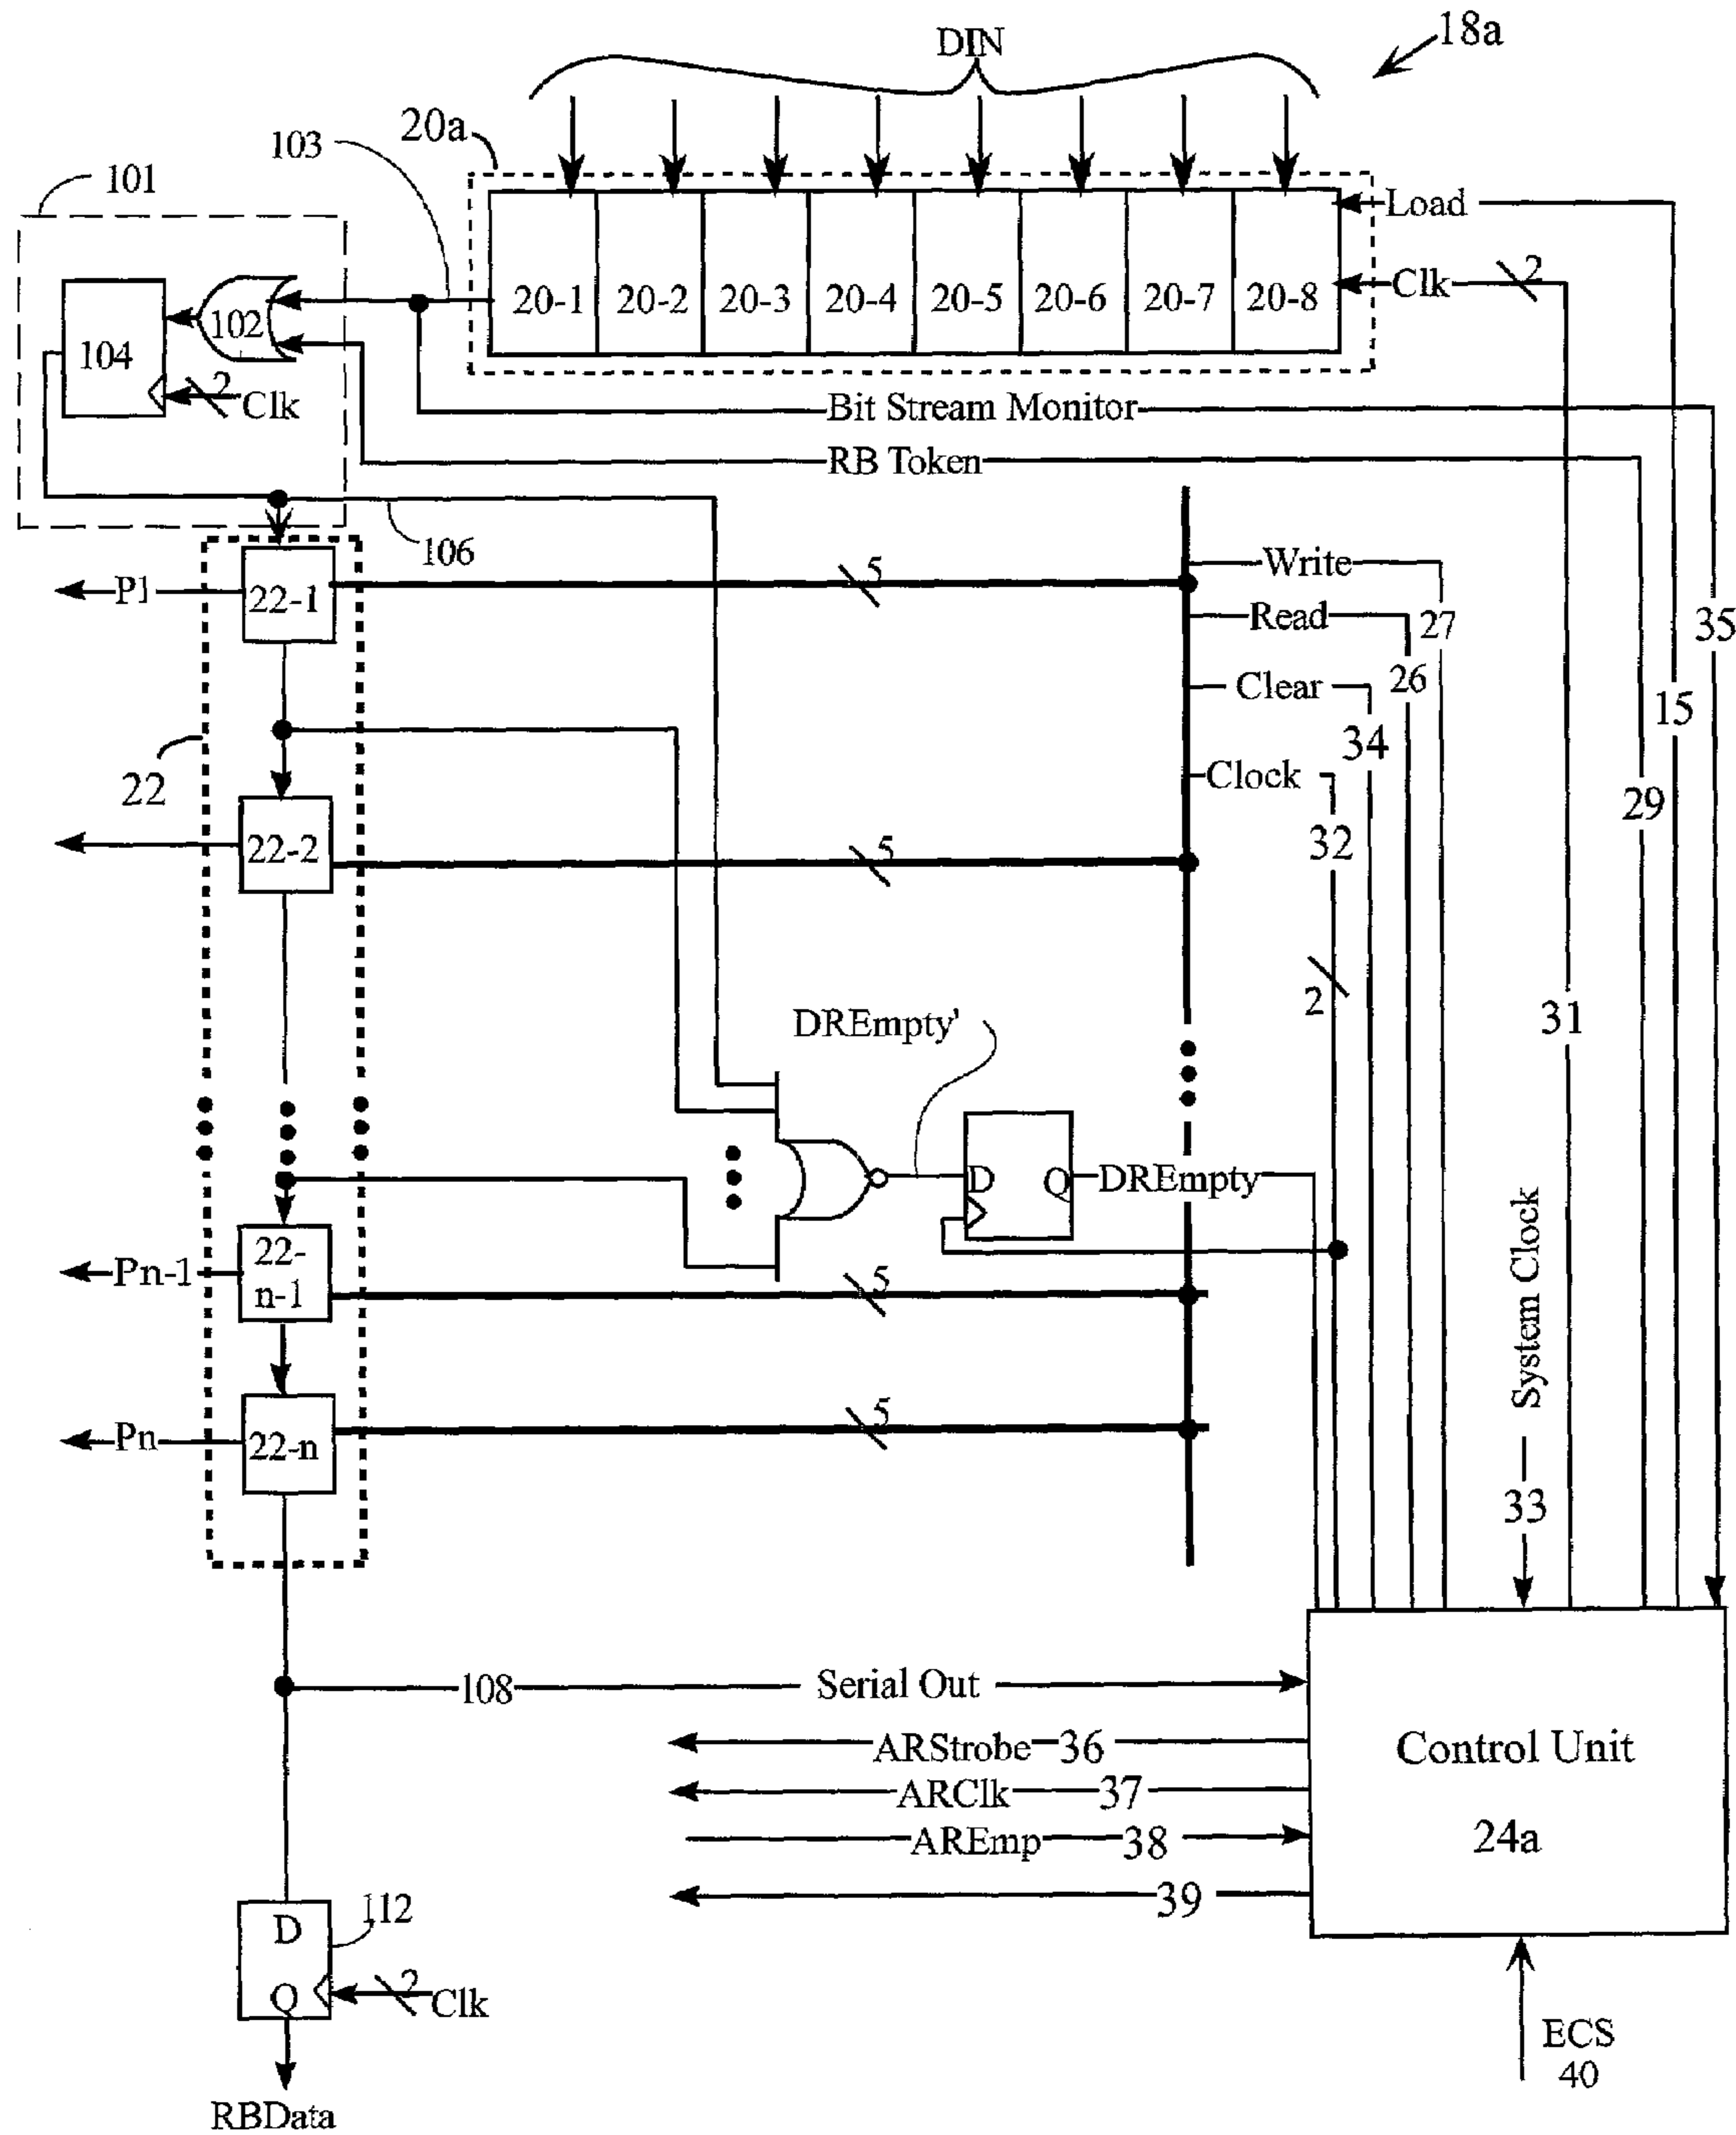 DIN
18a
20a
103
101
Load
20-1 20-2 20-3 20-4 20-5 20-6 20-7 20-8
Clk 2
102
104
2 Clk
Bit Stream Monitor
RB Token
106
Write
P1
22-1
5
Read
27
35
Clear
26
15
34
22
Clock
29
32
22-2
5
2
31
DREmpty'
D Q
DREmpty
System Clock
22-n-1
Pn-1
5
Pn
22-n
5
33
108
Serial Out
ARStrobe 36
ARClk 37
AREmp 38
39
Control Unit
24a
112
D
Q
2 Clk
ECS
40
RBData